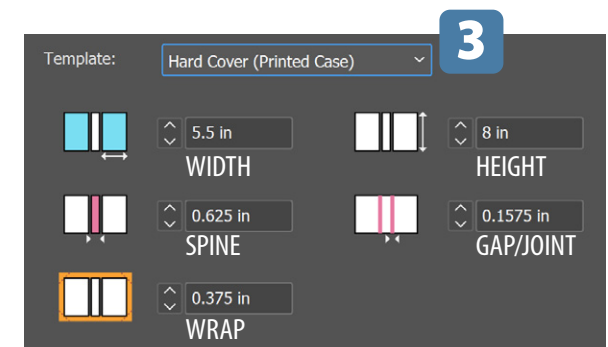 3
Template: Hard Cover (Printed Case)
5.5 in 8 in
WIDTH HEIGHT
0.625 in 0.1575 in
SPINE GAP/JOINT
0.375 in
WRAP